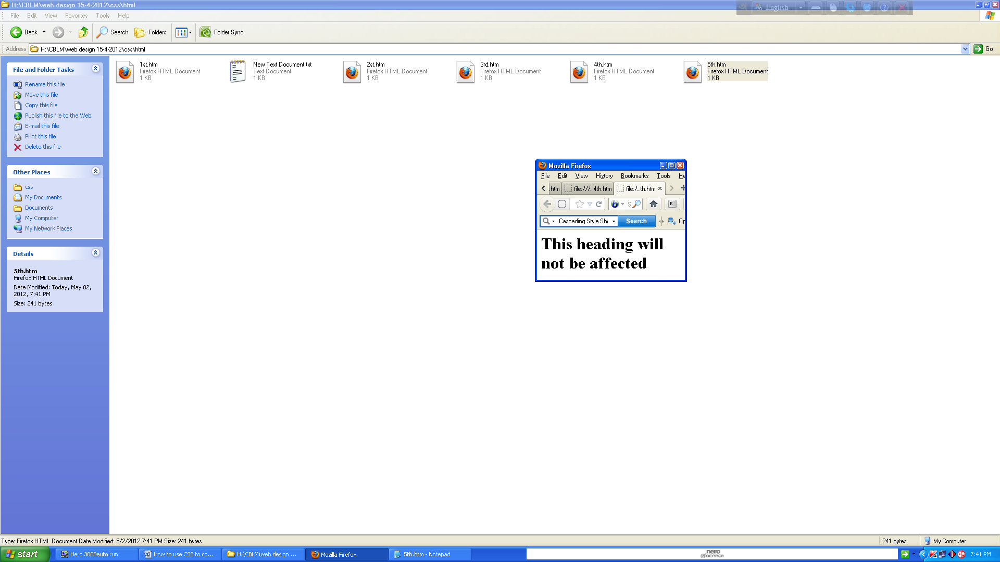 H:\CBLM\web design 15-4-2012\css\html
English
File Edit View Favorites Tools Help
Back Search Folders Folder Sync
Address H:\CBLM\web design 15-4-2012\css\html Go
File and Folder Tasks
Rename this file
Move this file
Copy this file
Publish this file to the Web
E-mail this file
Print this file
Delete this file
Other Places
css
My Documents
Documents
My Computer
My Network Places
Details
5th.htm
Firefox HTML Document
Date Modified: Today, May 02,
2012, 7:41 PM
Size: 241 bytes
1st.htm
Firefox HTML Document
1 KB
New Text Document.txt
Text Document
1 KB
2st.htm
Firefox HTML Document
1 KB
3rd.htm
Firefox HTML Document
1 KB
4th.htm
Firefox HTML Document
1 KB
5th.htm
Firefox HTML Document
1 KB
Mozilla Firefox
File Edit View History Bookmarks Tools He
.htm file:///...4th.htm file:/...th.htm
S K
Cascading Style Sh Search Op
This heading will
not be affected
Type: Firefox HTML Document Date Modified: 5/2/2012 7:41 PM Size: 241 bytes
241 bytes My Computer
start Hero 3000auto run How to use CSS to co... H:\CBLM\web design ... Mozilla Firefox 5th.htm - Notepad nero SEARCH 7:41 PM